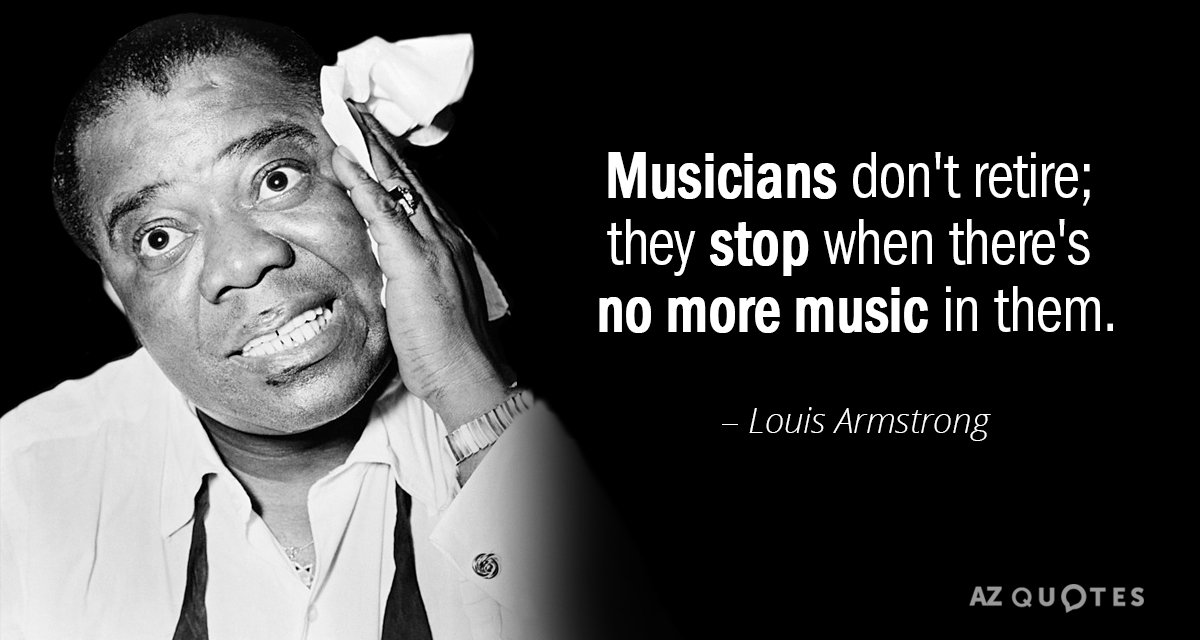 Musicians don't retire;
they stop when there's
no more music in them.
– Louis Armstrong
AZ QUOTES